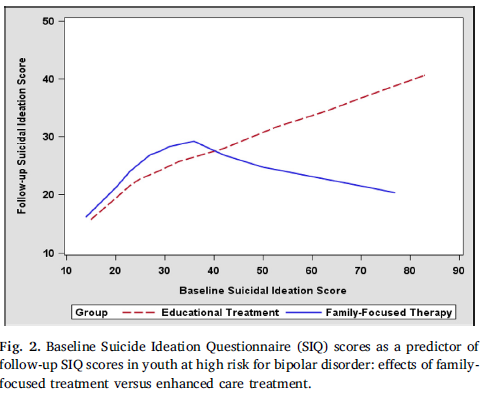 50
40
30
20
10
Follow-up Suicidal Ideation Score
10 20 30 40 50 60 70 80 90
Baseline Suicidal Ideation Score
Group Educational Treatment Family-Focused Therapy
Fig. 2. Baseline Suicide Ideation Questionnaire (SIQ) scores as a predictor of
follow-up SIQ scores in youth at high risk for bipolar disorder: effects of family-
focused treatment versus enhanced care treatment.